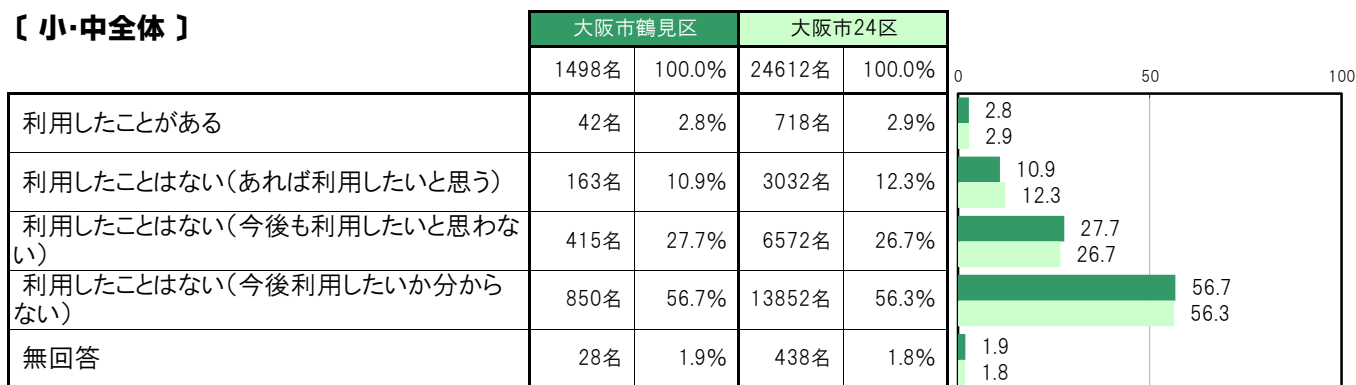 〔 小・中全体 〕
大阪市鶴見区 大阪市24区
1498名 100.0% 24612名 100.0%
0 50 100
利用したことがある 42名 2.8% 718名 2.9%
2.8
2.9
利用したことはない（あれば利用したいと思う） 163名 10.9% 3032名 12.3%
10.9
12.3
利用したことはない（今後も利用したいと思わな
い） 415名 27.7% 6572名 26.7%
27.7
26.7
利用したことはない（今後利用したいか分から
ない） 850名 56.7% 13852名 56.3%
56.7
56.3
無回答 28名 1.9% 438名 1.8%
1.9
1.8